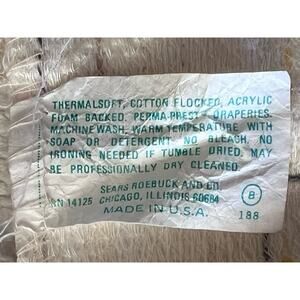 THERMALSOFT, COTTON FLOCKED, ACRYLIC
FOAM BACKED, PERMA-PREST® DRAPERIES.
MACHINE WASH, WARM TEMPERATURE WITH
SOAP OR DETERGENT. NO BLEACH. NO
IRONING NEEDED IF TUMBLE DRIED. MAY
BE PROFESSIONALLY DRY CLEANED.
SEARS ROEBUCK AND CO.
RN 14125 CHICAGO, ILLINOIS 60684
MADE IN U.S.A.
8
188